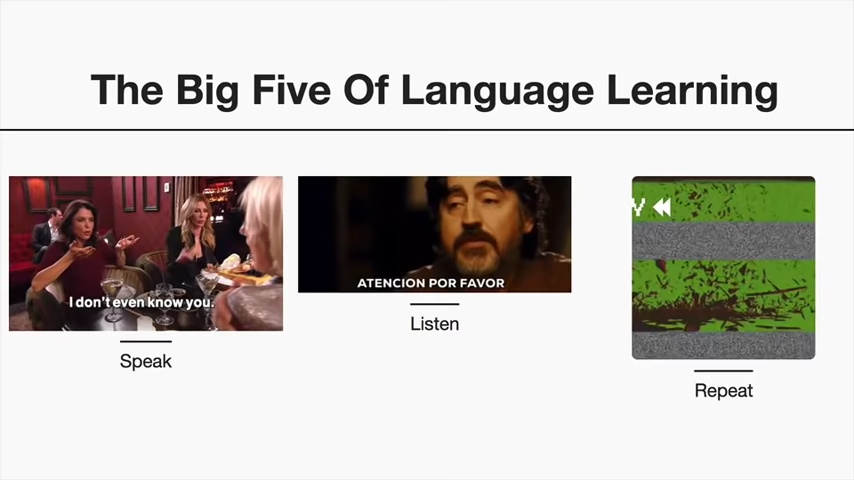 The Big Five Of Language Learning
I don't even know you.
Speak
ATENCION POR FAVOR
Listen
Repeat